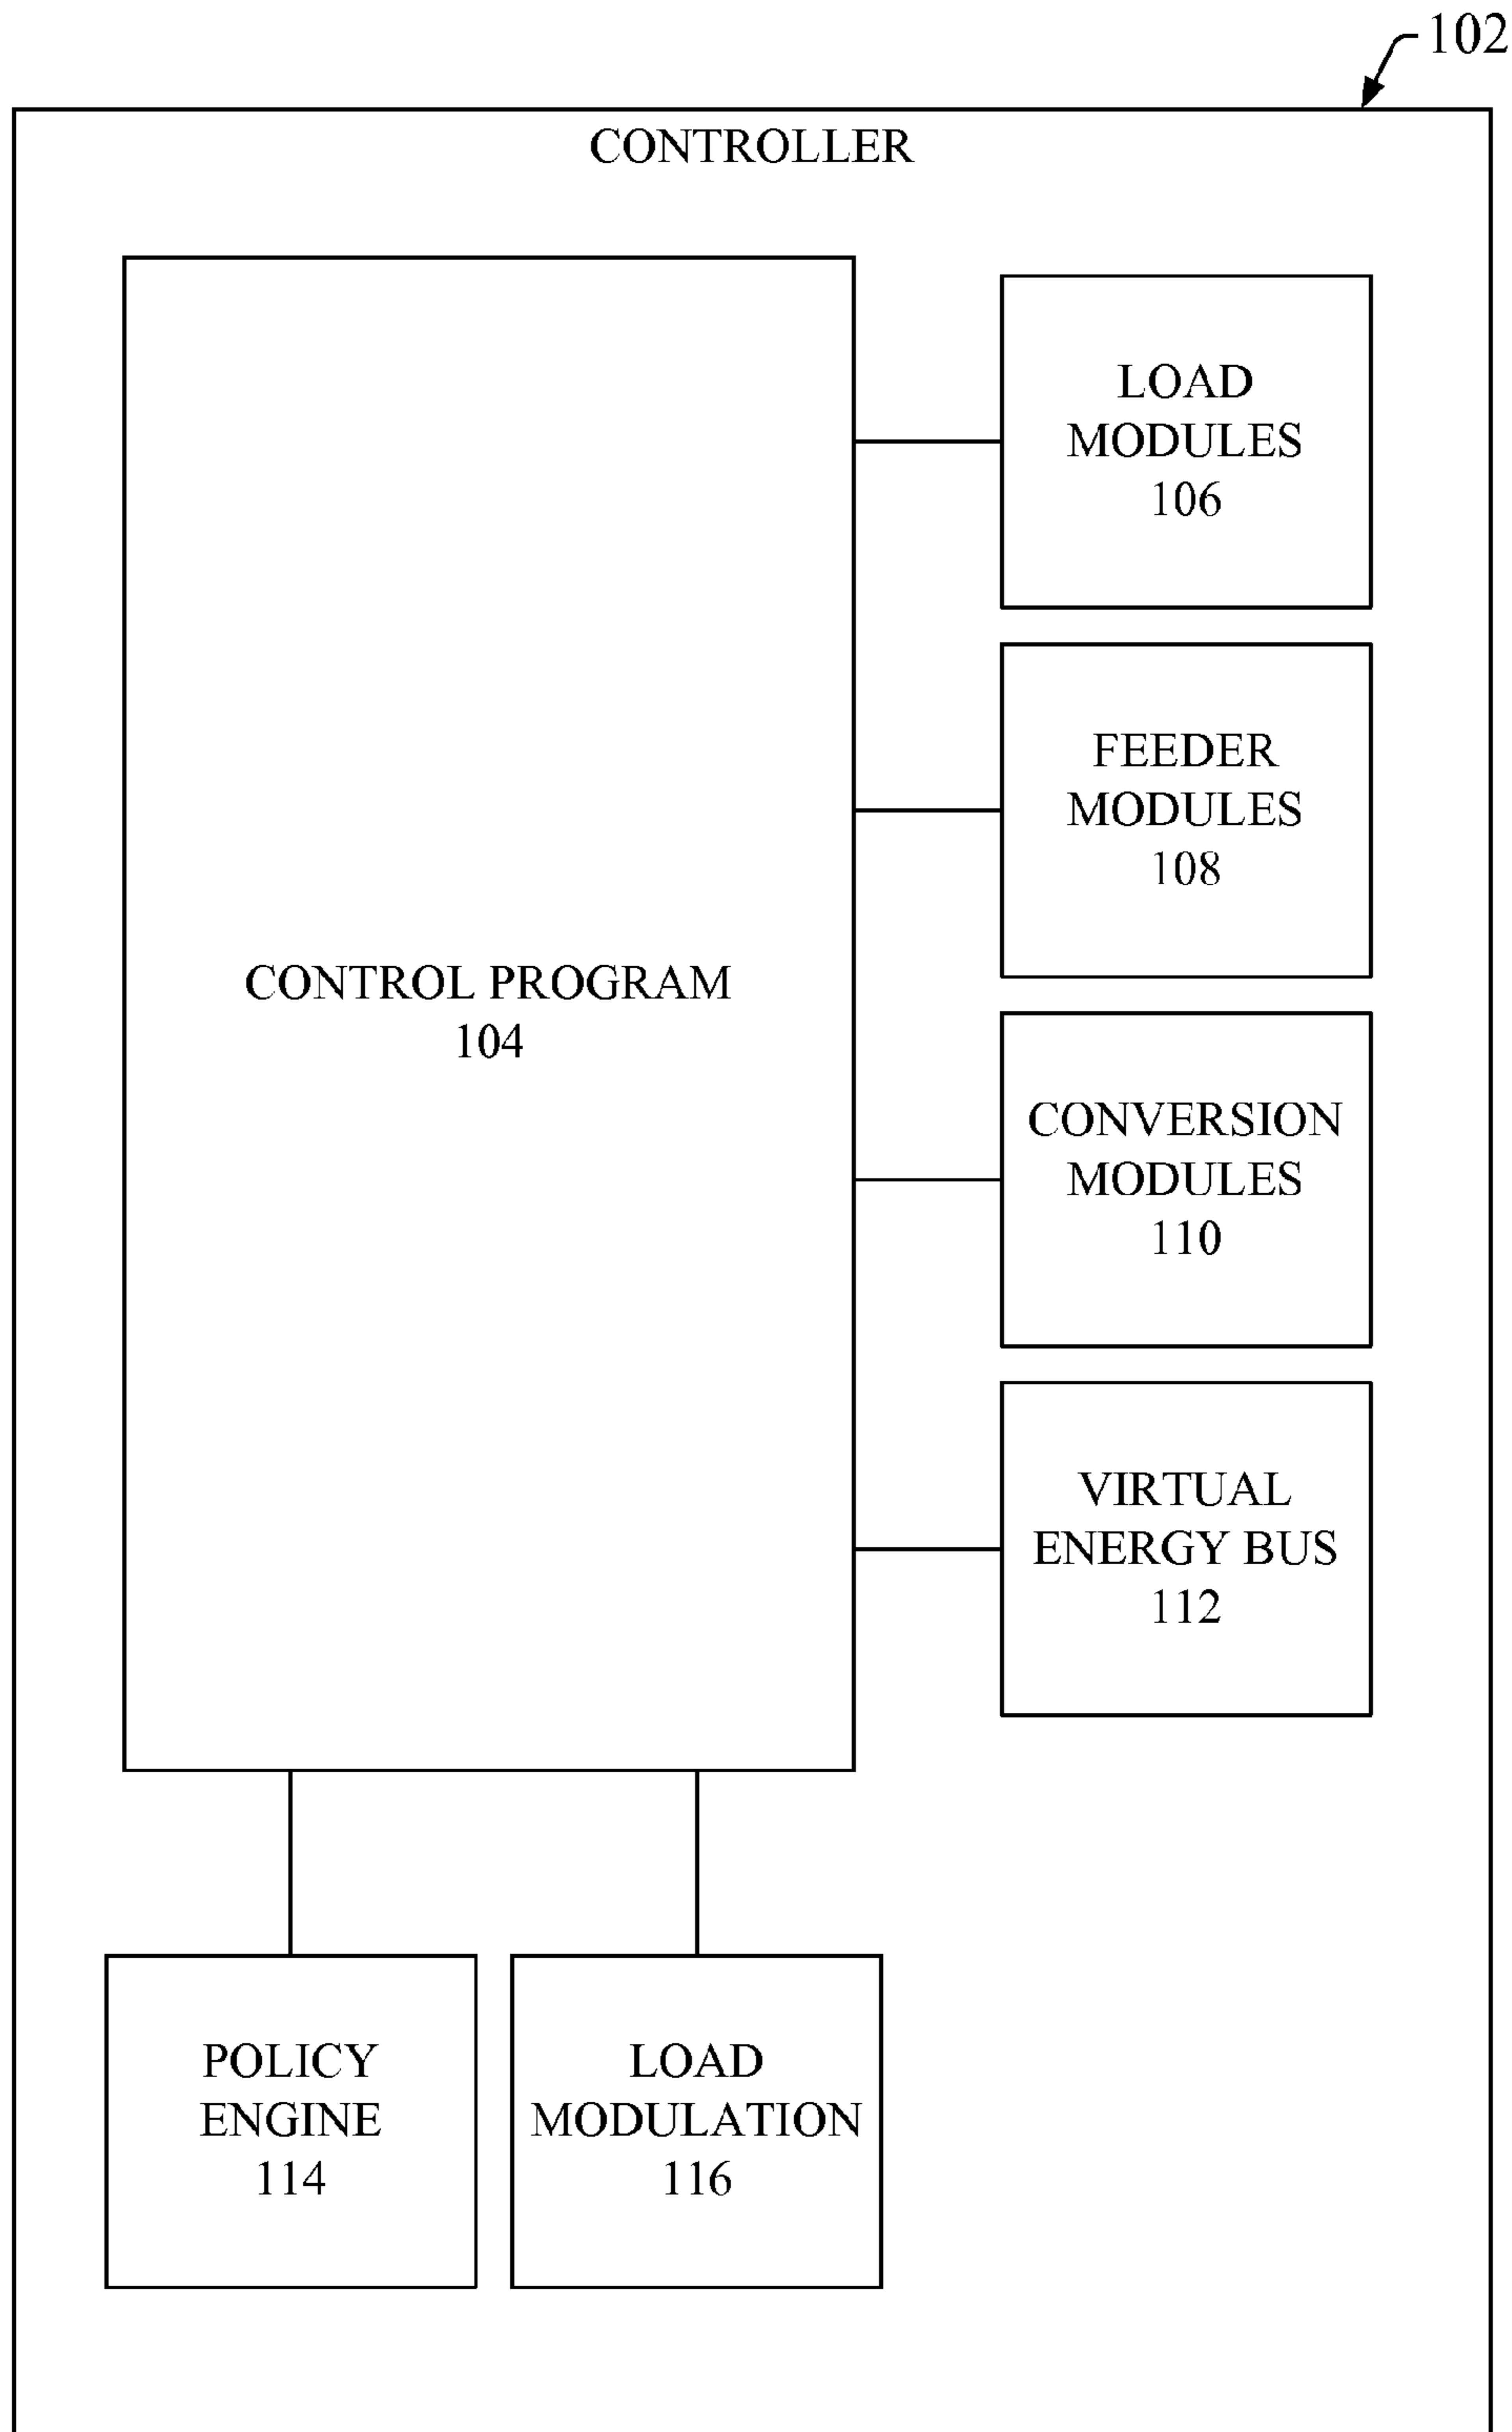 102
CONTROLLER
LOAD
MODULES
106
FEEDER
MODULES
108
CONTROL PROGRAM
104
CONVERSION
MODULES
110
VIRTUAL
ENERGY BUS
112
POLICY
ENGINE
114
LOAD
MODULATION
116